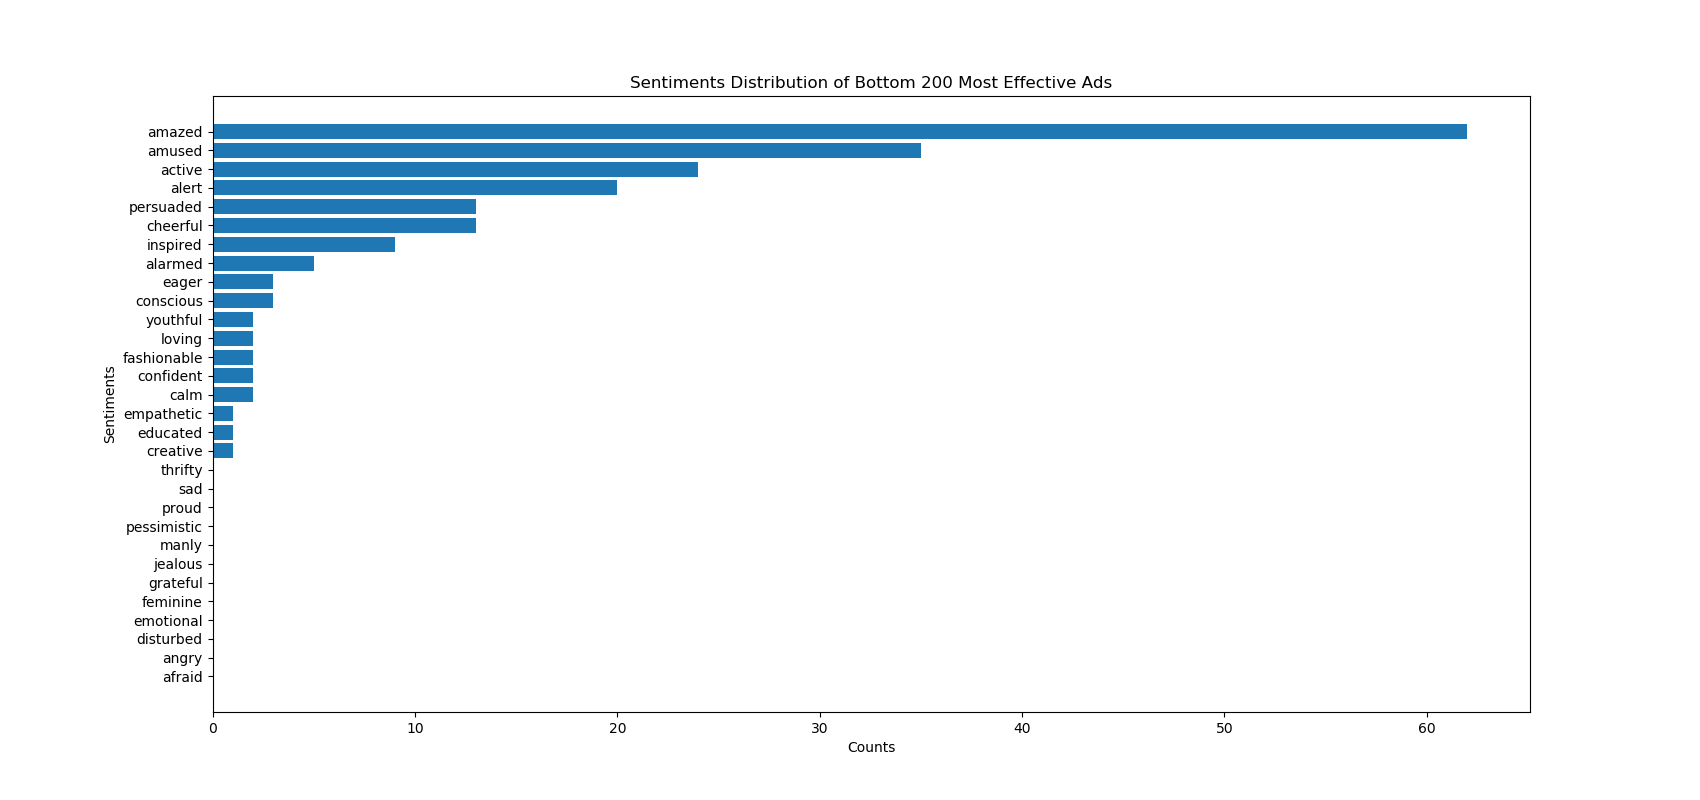 Sentiments Distribution of Bottom 200 Most Effective Ads
amazed
amused
active
alert
persuaded
cheerful
inspired
alarmed
eager
conscious
youthful
loving
fashionable
confident
calm
empathetic
educated
creative
thrifty
sad
proud
pessimistic
manly
jealous
grateful
feminine
emotional
disturbed
angry
afraid
Sentiments
0 10 20 30 40 50 60
Counts